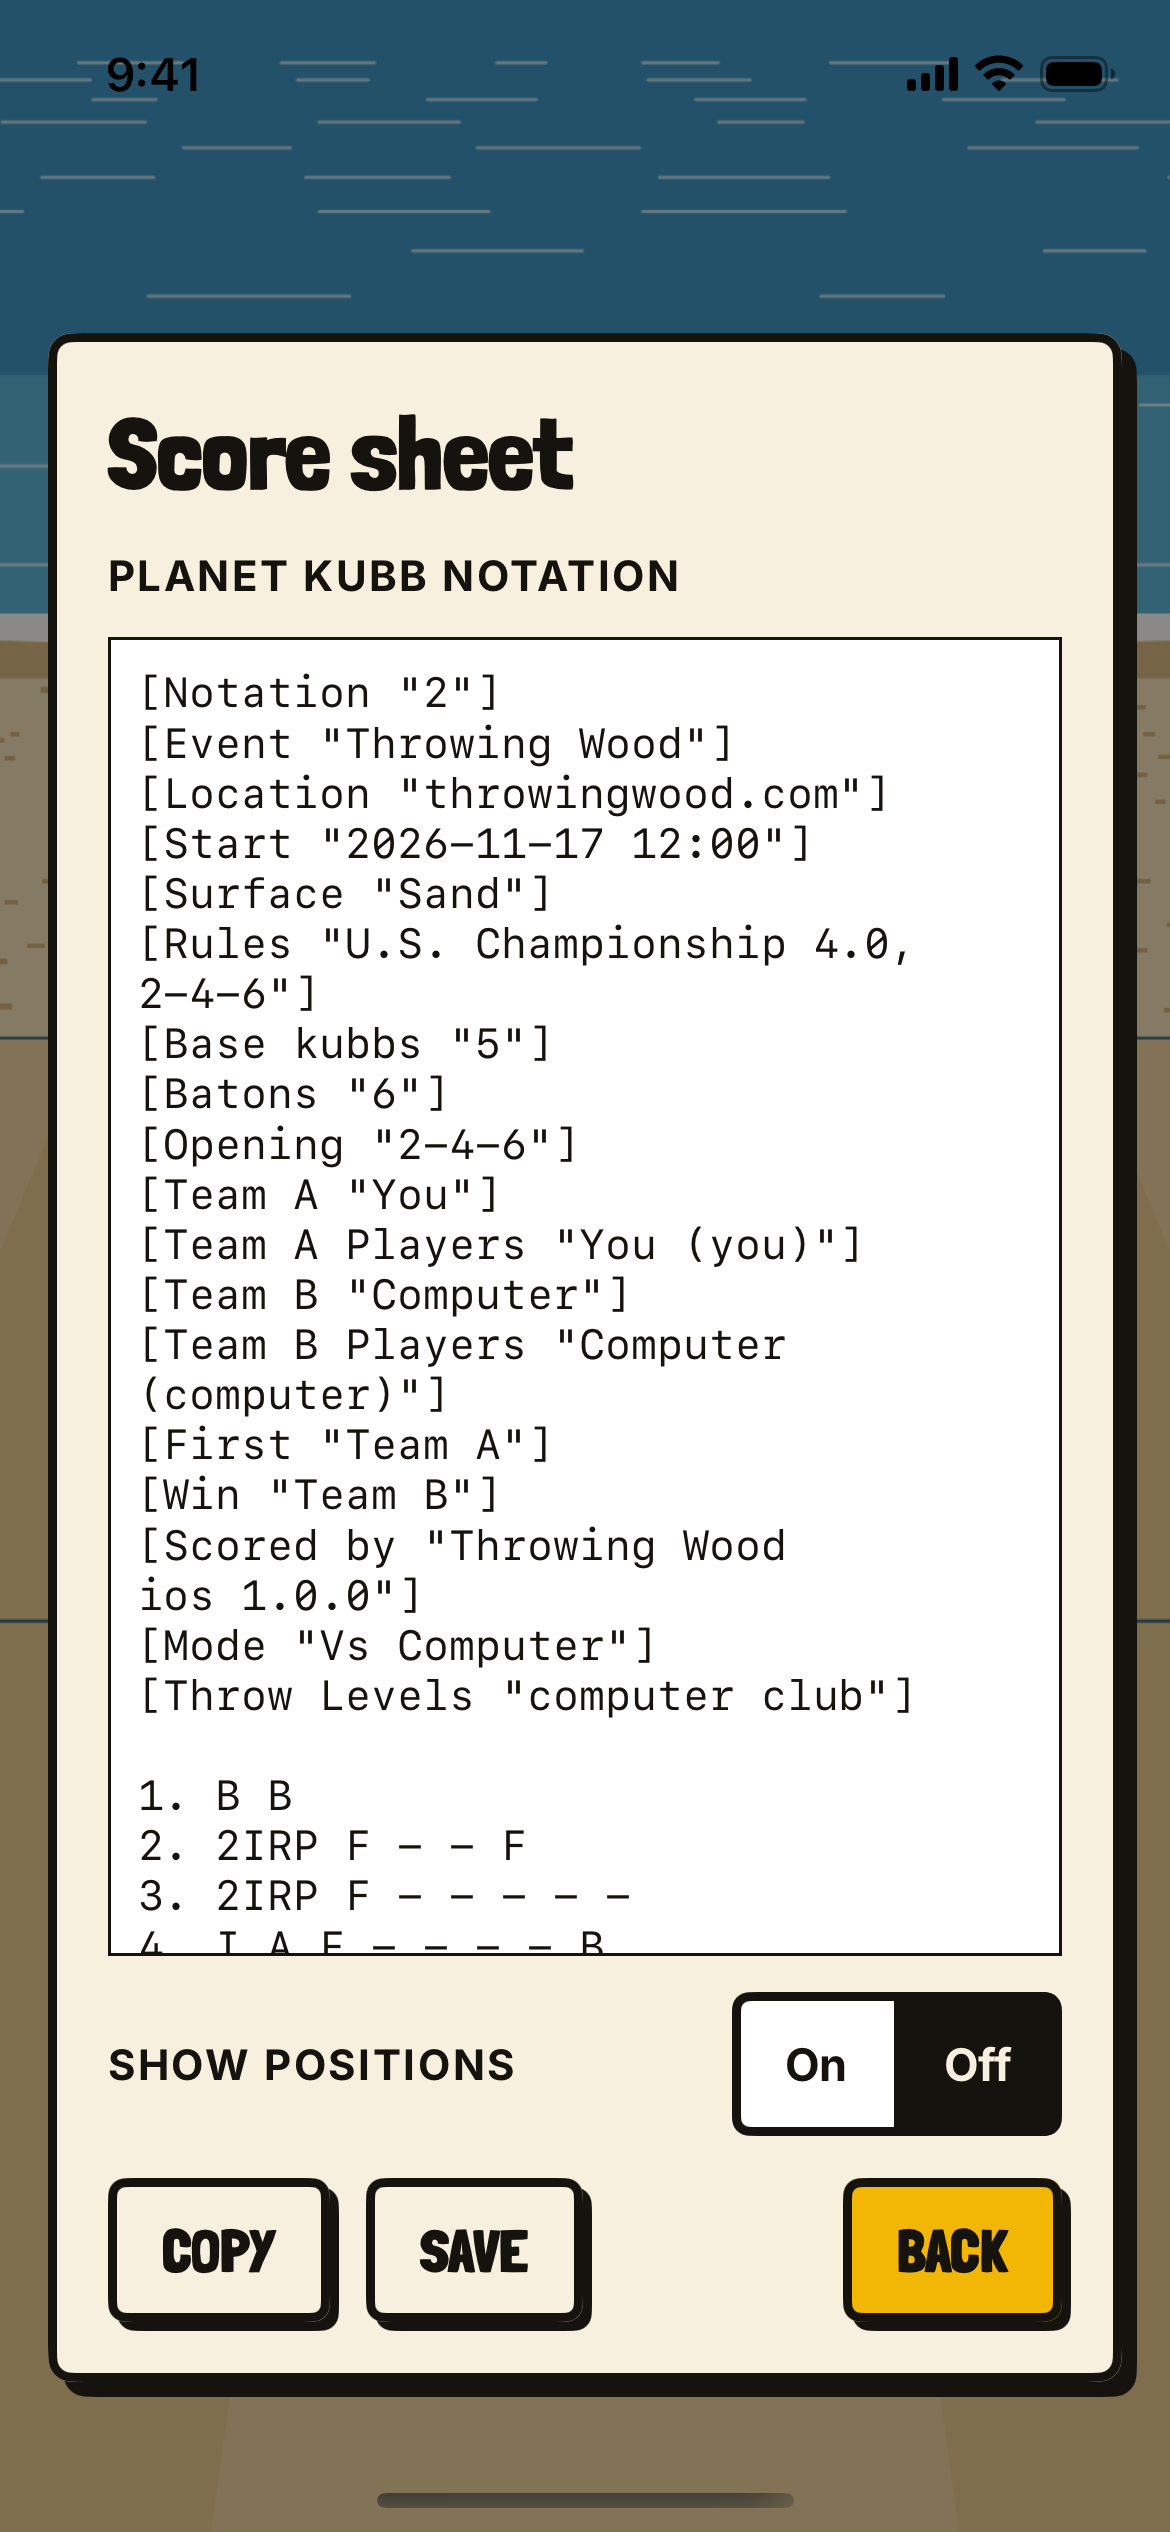 9:41
Score sheet
PLANET KUBB NOTATION
[Notation "2"]
[Event "Throwing Wood"]
[Location "throwingwood.com"]
[Start "2026-11-17 12:00"]
[Surface "Sand"]
[Rules "U.S. Championship 4.0,
2-4-6"]
[Base kubbs "5"]
[Batons "6"]
[Opening "2-4-6"]
[Team A "You"]
[Team A Players "You (you)"]
[Team B "Computer"]
[Team B Players "Computer
(computer)"]
[First "Team A"]
[Win "Team B"]
[Scored by "Throwing Wood
ios 1.0.0"]
[Mode "Vs Computer"]
[Throw Levels "computer club"]
1. B B
2. 2IRP F - - F
3. 2IRP F - - - - -
4. I A F - - - - B
SHOW POSITIONS
On Off
COPY SAVE BACK